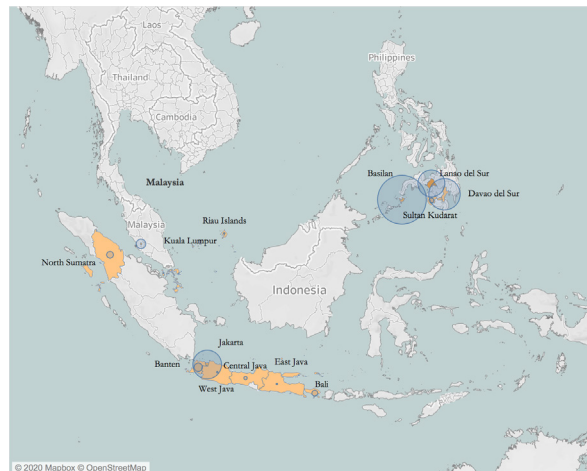 Laos
Thailand
Cambodia
Philippines
Malaysia
Basilan
Lanso del Sur
Davao del Sur
Sultan Kudarat
Malaysia
Riau Islands
Kuala Lumpur
North Sumatra
Indonesia
Jakarta
Banten
Central Java
East Java
West Java
Bali
© 2020 Mapbox © OpenStreetMap